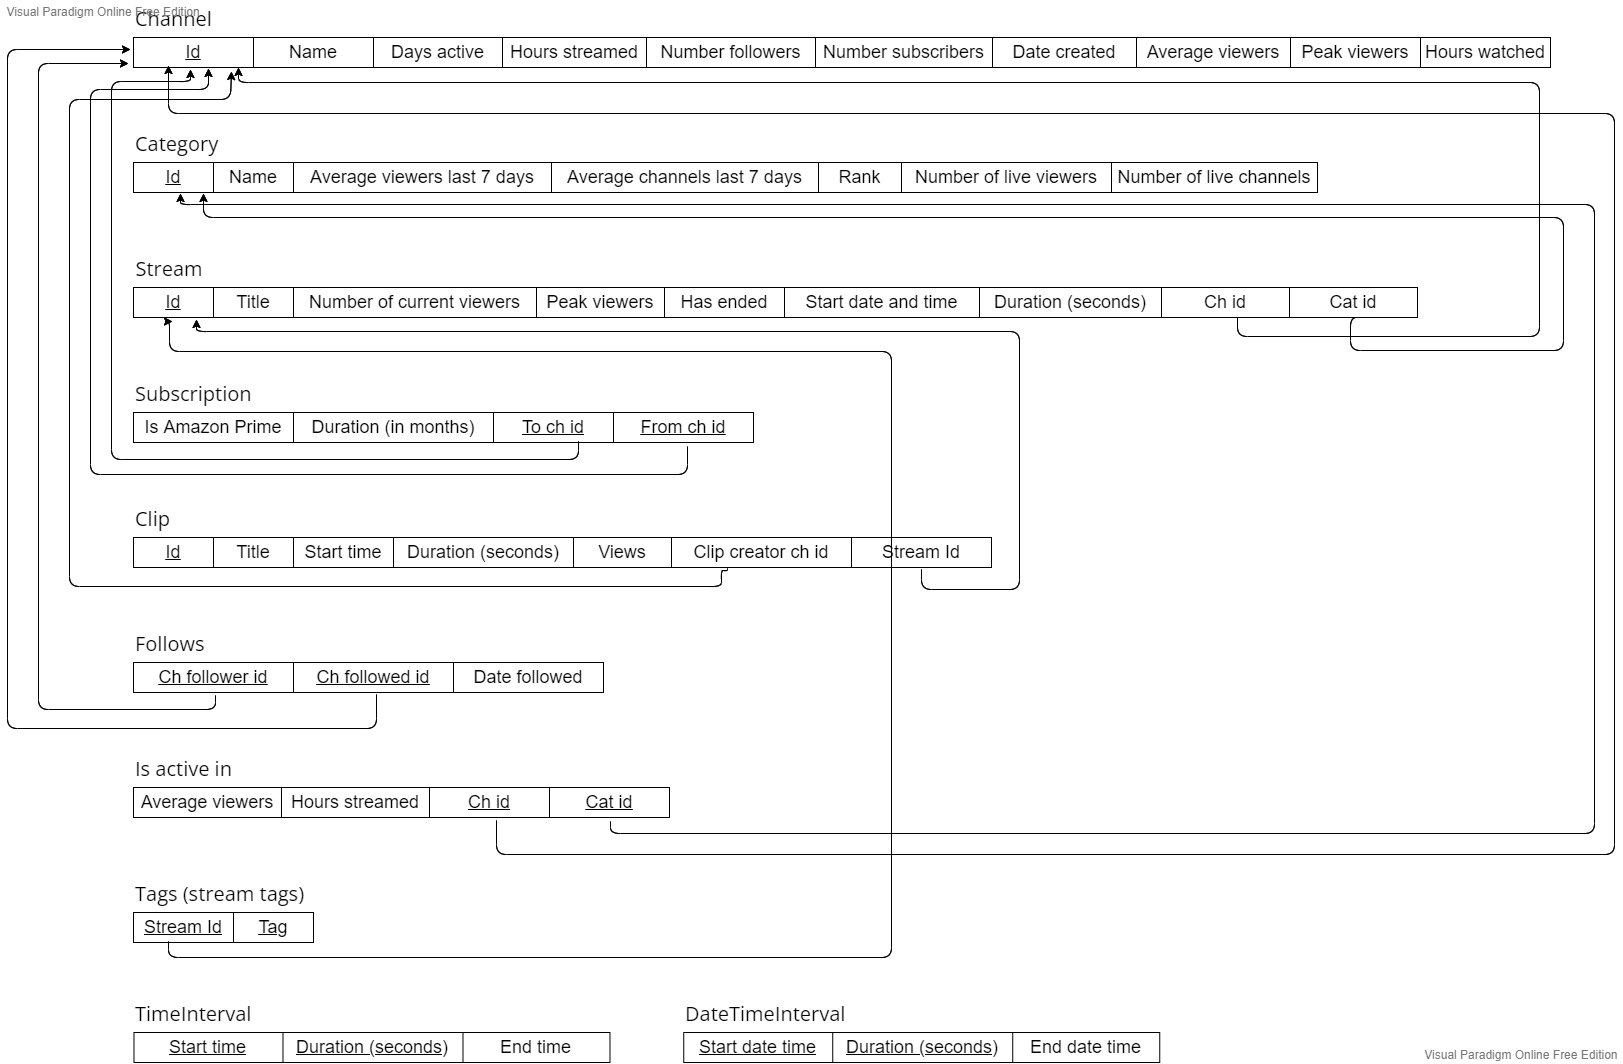 Visual Paradigm Online Free Edition
Channel
Id Name Days active Hours streamed Number followers Number subscribers Date created Average viewers Peak viewers Hours watched
Category
Id Name Average viewers last 7 days Average channels last 7 days Rank Number of live viewers Number of live channels
Stream
Id Title Number of current viewers Peak viewers Has ended Start date and time Duration (seconds) Ch id Cat id
Subscription
Is Amazon Prime Duration (in months) To ch id From ch id
Clip
Id Title Start time Duration (seconds) Views Clip creator ch id Stream Id
Follows
Ch follower id Ch followed id Date followed
Is active in
Average viewers Hours streamed Ch id Cat id
Tags (stream tags)
Stream Id Tag
TimeInterval DateTimeInterval
Start time Duration (seconds) End time Start date time Duration (seconds) End date time
Visual Paradigm Online Free Edition